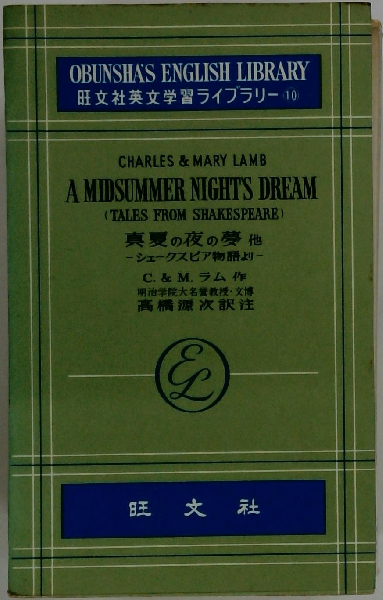 OBUNSHA'S ENGLISH LIBRARY
旺文社英文学習ライブラリー(10)
CHARLES & MARY LAMB
A MIDSUMMER NIGHT'S DREAM
(TALES FROM SHAKESPEARE)
真夏の夜の夢 他
–シェークスピア物語より–
C. & M. ラム 作
明治学院大名誉教授・文博
高橋源次訳注
EL
旺文社